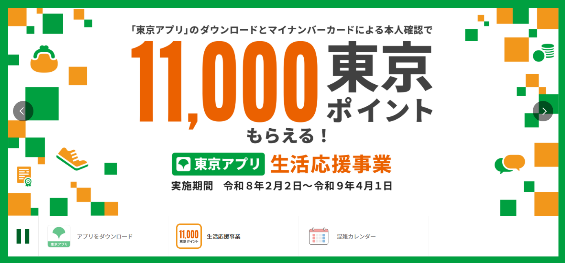 「東京アプリ」のダウンロードとマイナンバーカードによる本人確認で
11,000 東京ポイント
もらえる！
東京アプリ 生活応援事業
実施期間　令和８年２月２日～令和９年４月１日
アプリをダウンロード
11,000
東京ポイント
生活応援事業
活躍カレンダー